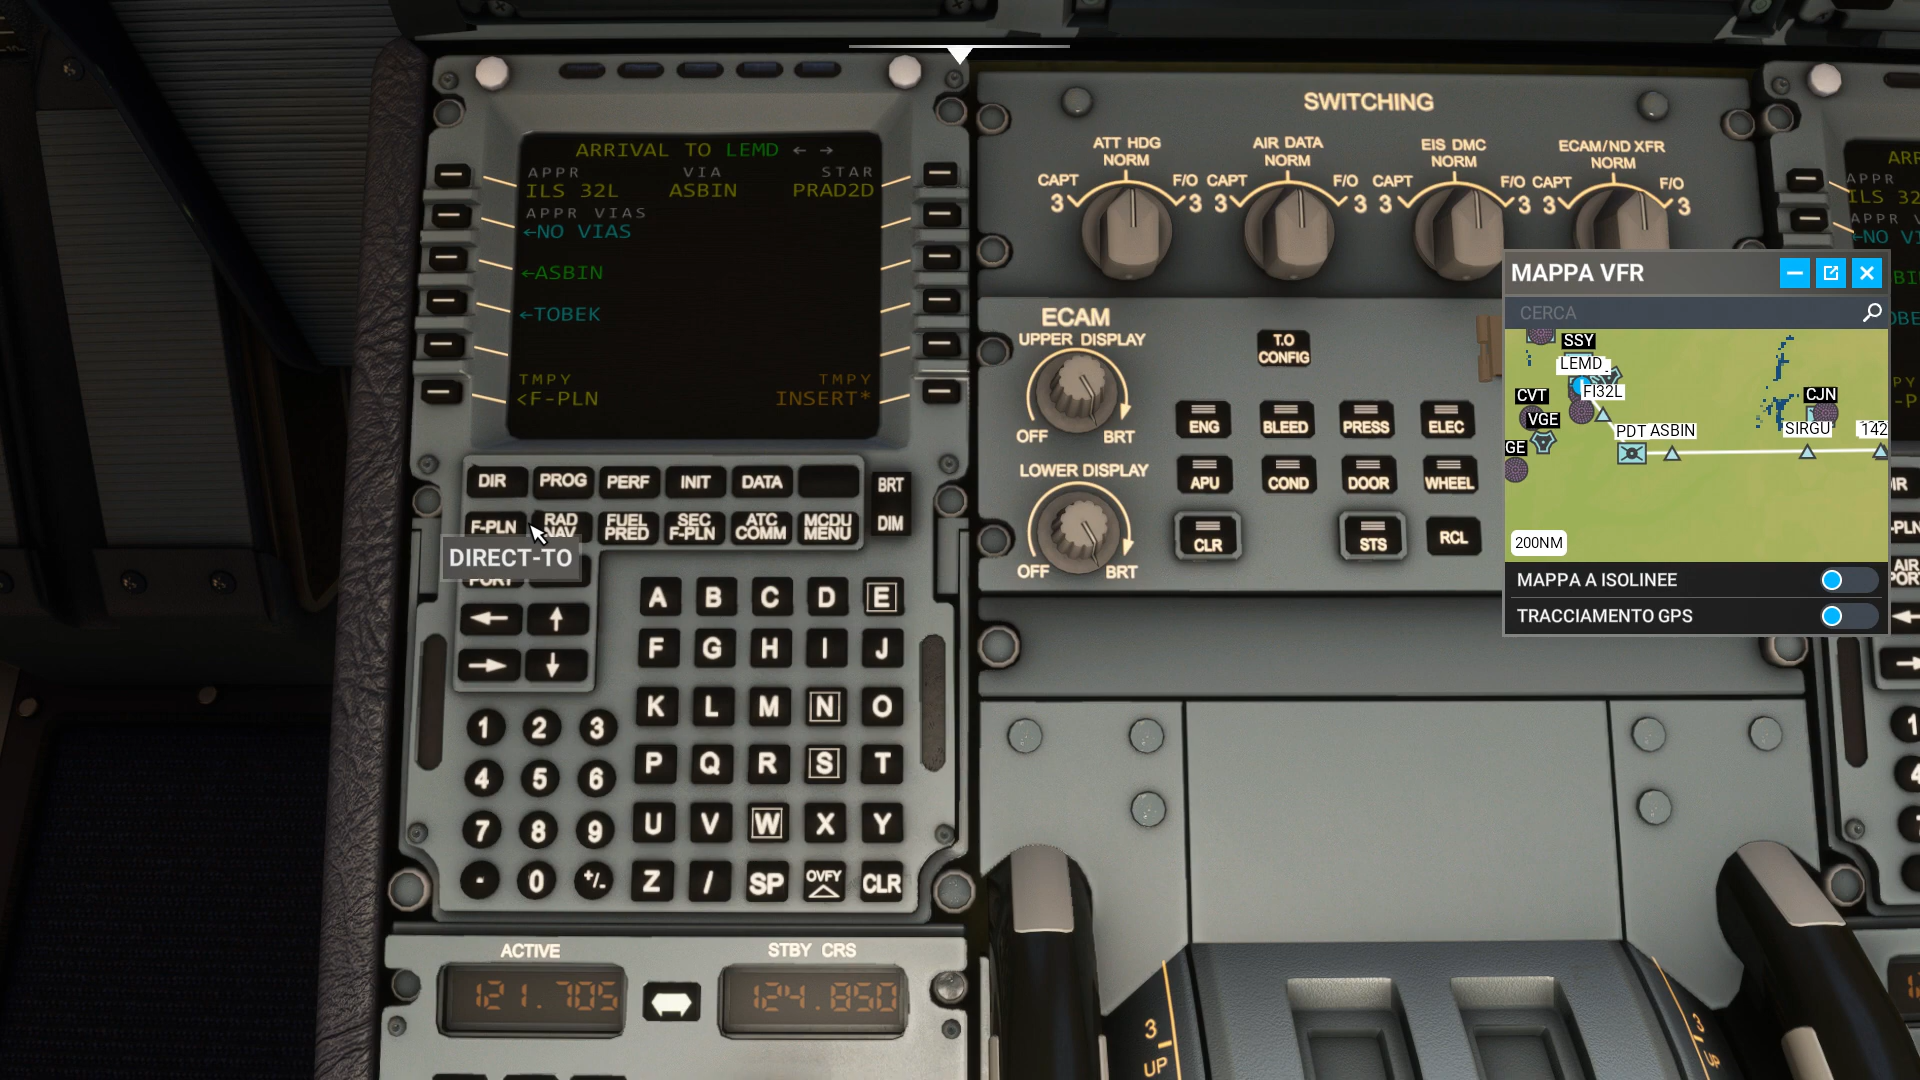 ARRIVAL TO LEMD ← →
APPR VIA STAR
ILS 32L ASBIN PRAD2D
APPR VIAS
←NO VIAS
←ASBIN
←TOBEK
TMPY TMPY
<F-PLN INSERT*
DIR PROG PERF INIT DATA
BRT
F-PLN RAD NAV FUEL PRED SEC F-PLN ATC COMM MCDU MENU
DIM
DIRECT-TO
A B C D E
F G H I J
K L M N O
P Q R S T
U V W X Y
Z / SP OVFY CLR
1 2 3
4 5 6
7 8 9
. 0 +/-
ACTIVE STBY CRS
121.705 124.850
SWITCHING
ATT HDG NORM
CAPT 3 F/O 3
AIR DATA NORM
CAPT 3 F/O 3
EIS DMC NORM
CAPT 3 F/O 3
ECAM/ND XFR NORM
CAPT 3 F/O 3
ECAM
UPPER DISPLAY
OFF BRT
LOWER DISPLAY
OFF BRT
T.O CONFIG
ENG BLEED PRESS ELEC
APU COND DOOR WHEEL
CLR STS RCL
MAPPA VFR
CERCA
SSY
LEMD
FI32L
CVT
VGE
GE
PDT ASBIN
CJN
SIRGU
142
200NM
MAPPA A ISOLINEE
TRACCIAMENTO GPS
3
UP
3
UP